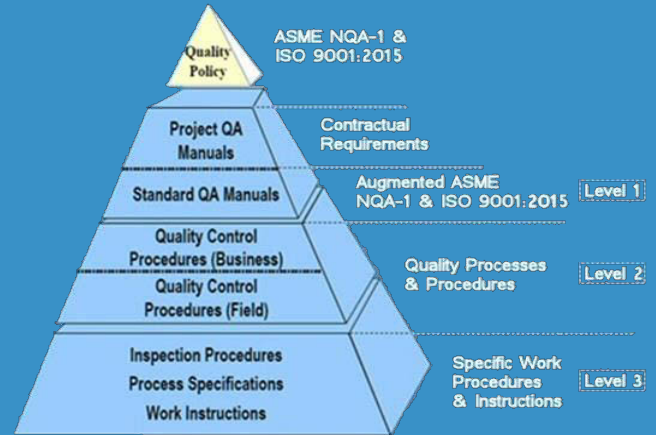 Quality
Policy
ASME NQA-1 &
ISO 9001:2015
Project QA
Manuals
Contractual
Requirements
Standard QA Manuals
Augmented ASME
NQA-1 & ISO 9001:2015
Level 1
Quality Control
Procedures (Business)
Quality Control
Procedures (Field)
Quality Processes
& Procedures
Level 2
Inspection Procedures
Process Specifications
Work Instructions
Specific Work
Procedures
& Instructions
Level 3